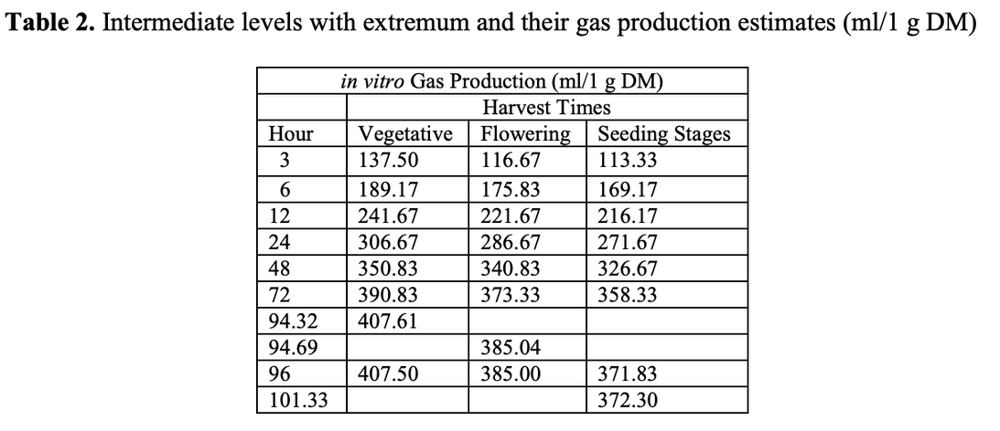 Table 2. Intermediate levels with extremum and their gas production estimates (ml/1 g DM)
in vitro Gas Production (ml/1 g DM)
Harvest Times
Hour Vegetative Flowering Seeding Stages
3 137.50 116.67 113.33
6 189.17 175.83 169.17
12 241.67 221.67 216.17
24 306.67 286.67 271.67
48 350.83 340.83 326.67
72 390.83 373.33 358.33
94.32 407.61
94.69 385.04
96 407.50 385.00 371.83
101.33 372.30